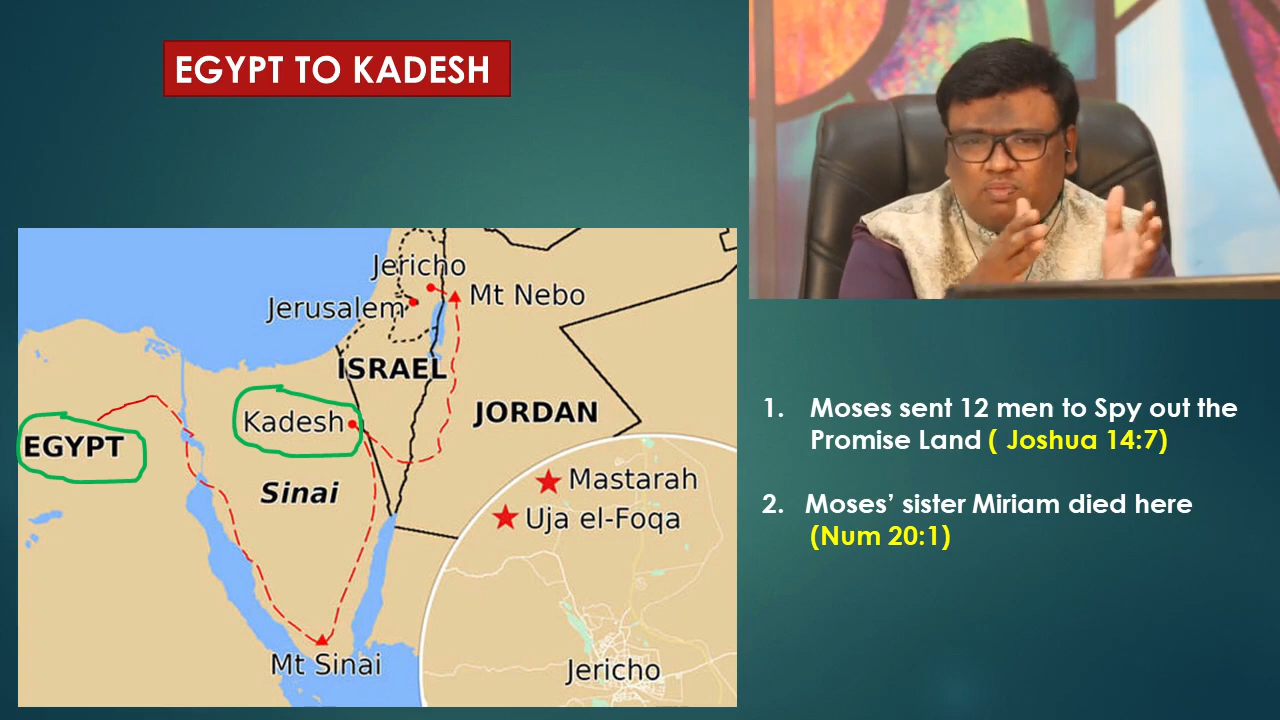 EGYPT TO KADESH
Jericho
Jerusalem
Mt Nebo
ISRAEL
Kadesh
JORDAN
EGYPT
Sinai
Mastarah
Uja el-Foqa
Mt Sinai
Jericho
1. Moses sent 12 men to Spy out the
Promise Land ( Joshua 14:7)
2. Moses’ sister Miriam died here
(Num 20:1)